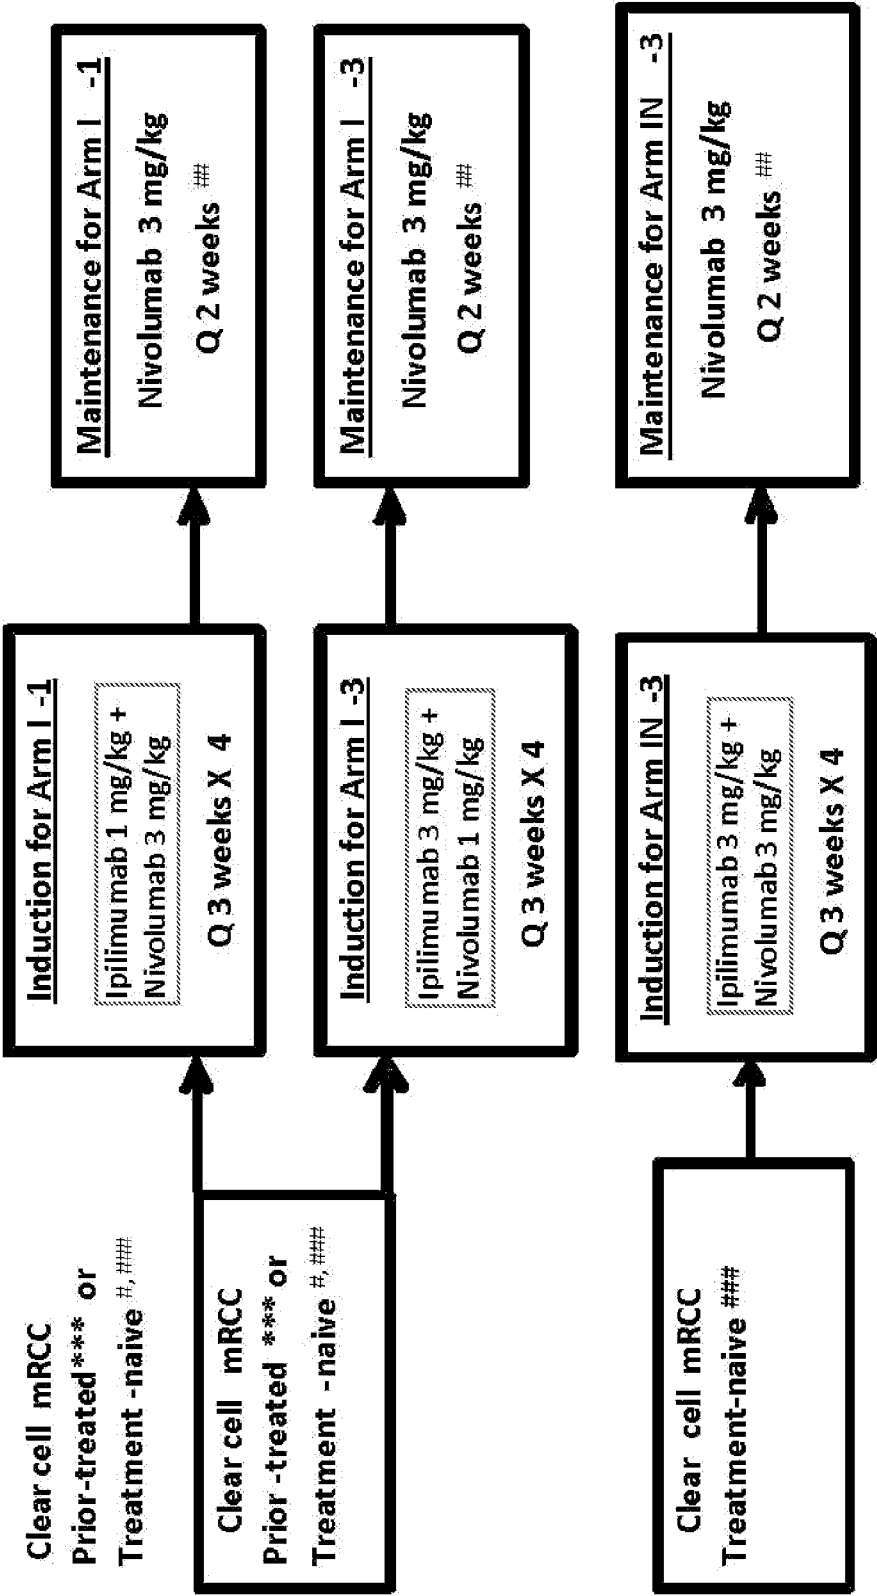 Clear cell mRCC
Prior-treated*** or
Treatment -naive #,###
Clear cell mRCC
Prior -treated *** or
Treatment -naive #,###
Induction for Arm I -1
Ipilimumab 1 mg/kg +
Nivolumab 3 mg/kg
Q 3 weeks X 4
Maintenance for Arm I -1
Nivolumab 3 mg/kg
Q 2 weeks ##
Induction for Arm I -3
Ipilimumab 3 mg/kg +
Nivolumab 1 mg/kg
Q 3 weeks X 4
Maintenance for Arm I -3
Nivolumab 3 mg/kg
Q 2 weeks ##
Clear cell mRCC
Treatment-naive ###
Induction for Arm IN -3
Ipilimumab 3 mg/kg +
Nivolumab 3 mg/kg
Q 3 weeks X 4
Maintenance for Arm IN -3
Nivolumab 3 mg/kg
Q 2 weeks ##